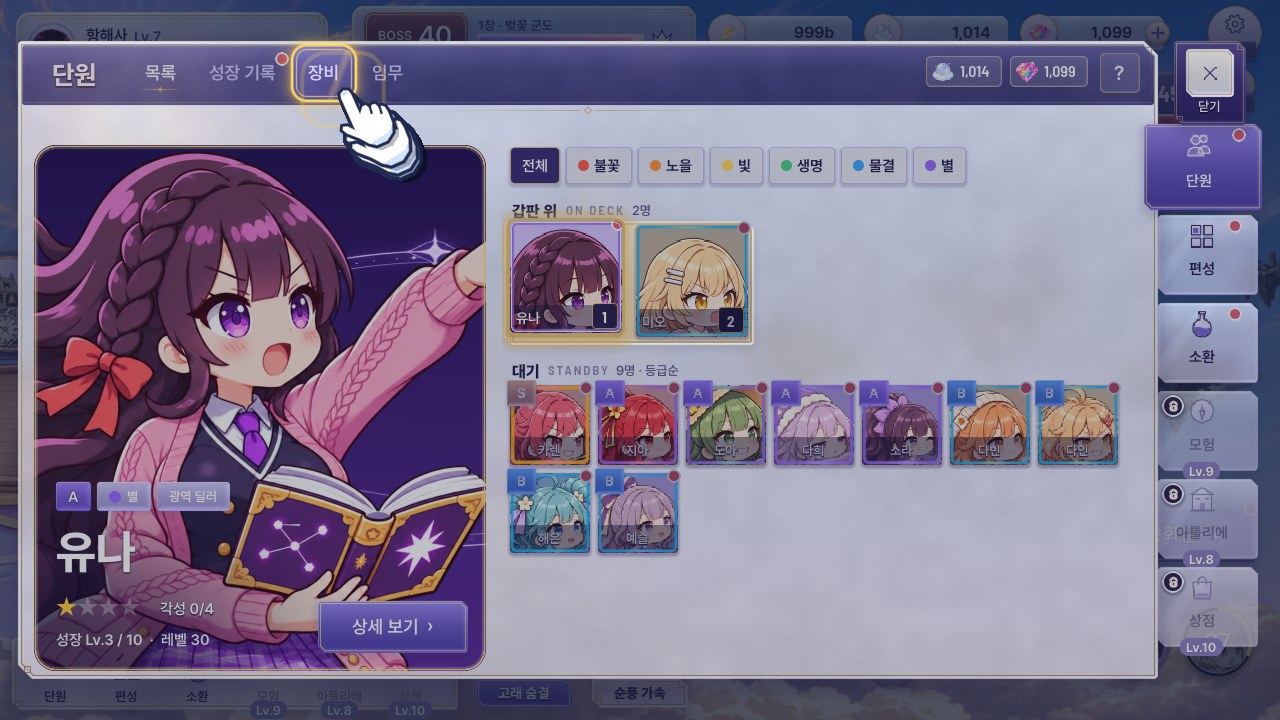 항해사 Lv.7
BOSS 40
1장 · 벚꽃 군도
999b
1,014
1,099
단원
목록
성장 기록
장비
임무
1,014
1,099
?
닫기
전체
불꽃
노을
빛
생명
물결
별
갑판 위 ON DECK 2명
유나 1
미오 2
대기 STANDBY 9명 · 등급순
S
카렌
A
지아
A
도아
A
다희
A
소라
B
다린
B
다인
B
해은
B
예슬
A
별
광역 딜러
유나
각성 0/4
성장 Lv.3 / 10 · 레벨 30
상세 보기 ›
단원
편성
소환
모험
Lv.9
아틀리에
Lv.8
상점
Lv.10
단원
편성
소환
모험
Lv.9
아틀리에
Lv.8
상점
Lv.10
고래 숨결
순풍 가속